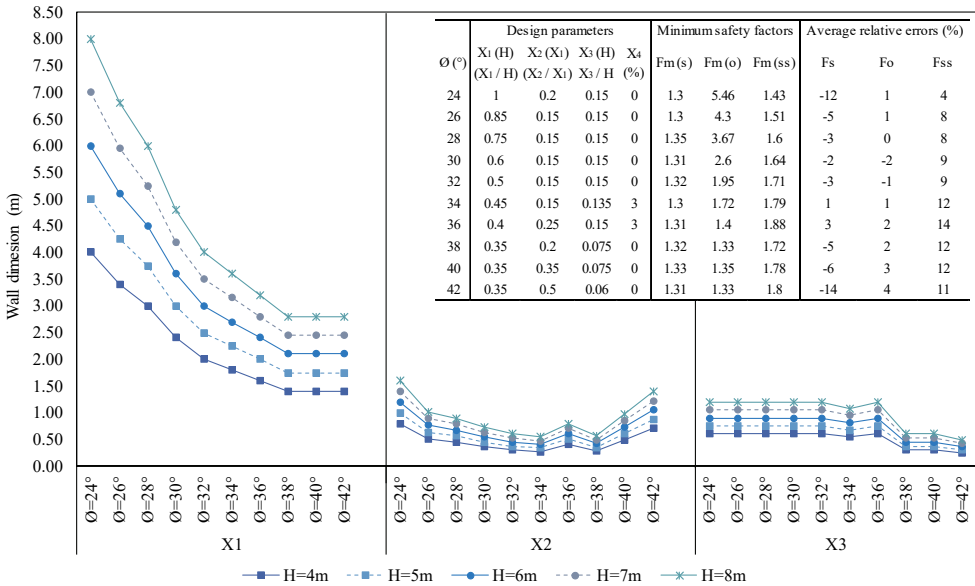 Design parameters Minimum safety factors Average relative errors (%)
Ø (°) X1 (H) X2 (X1) X3 (H) X4 Fm (s) Fm (o) Fm (ss) Fs Fo Fss
(X1 / H) (X2 / X1) X3 / H (%)
24 1 0.2 0.15 0 1.3 5.46 1.43 -12 1 4
26 0.85 0.15 0.15 0 1.3 4.3 1.51 -5 1 8
28 0.75 0.15 0.15 0 1.35 3.67 1.6 -3 0 8
30 0.6 0.15 0.15 0 1.31 2.6 1.64 -2 -2 9
32 0.5 0.15 0.15 0 1.32 1.95 1.71 -3 -1 9
34 0.45 0.15 0.135 3 1.3 1.72 1.79 1 1 12
36 0.4 0.25 0.15 3 1.31 1.4 1.88 3 2 14
38 0.35 0.2 0.075 0 1.32 1.33 1.72 -5 2 12
40 0.35 0.35 0.075 0 1.33 1.35 1.78 -6 3 12
42 0.35 0.5 0.06 0 1.31 1.33 1.8 -14 4 11
Wall dimesion (m)
8.50
8.00
7.50
7.00
6.50
6.00
5.50
5.00
4.50
4.00
3.50
3.00
2.50
2.00
1.50
1.00
0.50
0.00
Ø=24° Ø=26° Ø=28° Ø=30° Ø=32° Ø=34° Ø=36° Ø=38° Ø=40° Ø=42° Ø=24° Ø=26° Ø=28° Ø=30° Ø=32° Ø=34° Ø=36° Ø=38° Ø=40° Ø=42° Ø=24° Ø=26° Ø=28° Ø=30° Ø=32° Ø=34° Ø=36° Ø=38° Ø=40° Ø=42°
X1 X2 X3
H=4m H=5m H=6m H=7m H=8m